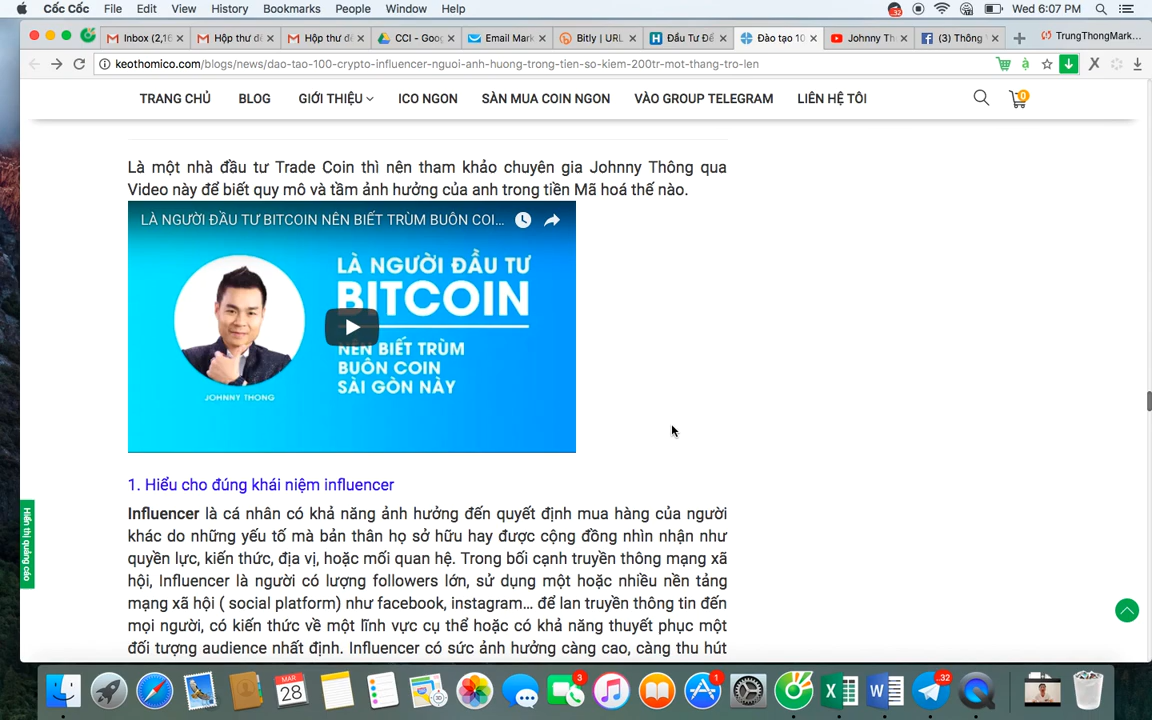 Cốc Cốc File Edit View History Bookmarks People Window Help
32 Wed 6:07 PM
Inbox (2,16
Hộp thư đế
Hộp thư đế
CCI - Goog
Email Mark
Bitly | URL
Đầu Tư Để
Đào tạo 10
Johnny Th
(3) Thông
TrungThongMark...
keothomico.com/blogs/news/dao-tao-100-crypto-influencer-nguoi-anh-huong-trong-tien-so-kiem-200tr-mot-thang-tro-len
TRANG CHỦ BLOG GIỚI THIỆU ICO NGON SÀN MUA COIN NGON VÀO GROUP TELEGRAM LIÊN HỆ TÔI
0
Là một nhà đầu tư Trade Coin thì nên tham khảo chuyên gia Johnny Thông qua
Video này để biết quy mô và tầm ảnh hưởng của anh trong tiền Mã hoá thế nào.
LÀ NGƯỜI ĐẦU TƯ BITCOIN NÊN BIẾT TRÙM BUÔN COI...
LÀ NGƯỜI ĐẦU TƯ
BITCOIN
NÊN BIẾT TRÙM
BUÔN COIN
SÀI GÒN NÀY
JOHNNY THONG
1. Hiểu cho đúng khái niệm influencer
Influencer là cá nhân có khả năng ảnh hưởng đến quyết định mua hàng của người
khác do những yếu tố mà bản thân họ sở hữu hay được cộng đồng nhìn nhận như
quyền lực, kiến thức, địa vị, hoặc mối quan hệ. Trong bối cạnh truyền thông mạng xã
hội, Influencer là người có lượng followers lớn, sử dụng một hoặc nhiều nền tảng
mạng xã hội ( social platform) như facebook, instagram... để lan truyền thông tin đến
mọi người, có kiến thức về một lĩnh vực cụ thể hoặc có khả năng thuyết phục một
đối tượng audience nhất định. Influencer có sức ảnh hưởng càng cao, càng thu hút
Hiển thị quảng cáo
MAR
28
3
1
32